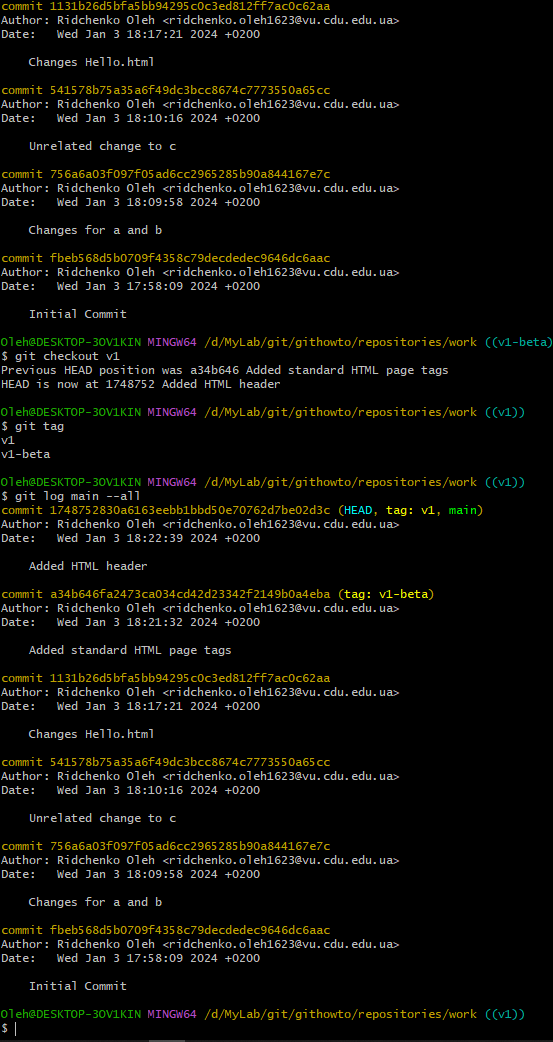 commit 1131b26d5bfa5bb94295c0c3ed812ff7ac0c62aa
Author: Ridchenko Oleh <ridchenko.oleh1623@vu.cdu.edu.ua>
Date:   Wed Jan 3 18:17:21 2024 +0200
    Changes Hello.html
commit 541578b75a35a6f49dc3bcc8674c7773550a65cc
Author: Ridchenko Oleh <ridchenko.oleh1623@vu.cdu.edu.ua>
Date:   Wed Jan 3 18:10:16 2024 +0200
    Unrelated change to c
commit 756a6a03f097f05ad6cc2965285b90a844167e7c
Author: Ridchenko Oleh <ridchenko.oleh1623@vu.cdu.edu.ua>
Date:   Wed Jan 3 18:09:58 2024 +0200
    Changes for a and b
commit fbeb568d5b0709f4358c79decdedec9646dc6aac
Author: Ridchenko Oleh <ridchenko.oleh1623@vu.cdu.edu.ua>
Date:   Wed Jan 3 17:58:09 2024 +0200
    Initial Commit
Oleh@DESKTOP-3OV1KIN MINGW64 /d/MyLab/git/githowto/repositories/work ((v1-beta)
$ git checkout v1
Previous HEAD position was a34b646 Added standard HTML page tags
HEAD is now at 1748752 Added HTML header
Oleh@DESKTOP-3OV1KIN MINGW64 /d/MyLab/git/githowto/repositories/work ((v1))
$ git tag
v1
v1-beta
Oleh@DESKTOP-3OV1KIN MINGW64 /d/MyLab/git/githowto/repositories/work ((v1))
$ git log main --all
commit 1748752830a6163eebb1bbd50e70762d7be02d3c (HEAD, tag: v1, main)
Author: Ridchenko Oleh <ridchenko.oleh1623@vu.cdu.edu.ua>
Date:   Wed Jan 3 18:22:39 2024 +0200
    Added HTML header
commit a34b646fa2473ca034cd42d23342f2149b0a4eba (tag: v1-beta)
Author: Ridchenko Oleh <ridchenko.oleh1623@vu.cdu.edu.ua>
Date:   Wed Jan 3 18:21:32 2024 +0200
    Added standard HTML page tags
commit 1131b26d5bfa5bb94295c0c3ed812ff7ac0c62aa
Author: Ridchenko Oleh <ridchenko.oleh1623@vu.cdu.edu.ua>
Date:   Wed Jan 3 18:17:21 2024 +0200
    Changes Hello.html
commit 541578b75a35a6f49dc3bcc8674c7773550a65cc
Author: Ridchenko Oleh <ridchenko.oleh1623@vu.cdu.edu.ua>
Date:   Wed Jan 3 18:10:16 2024 +0200
    Unrelated change to c
commit 756a6a03f097f05ad6cc2965285b90a844167e7c
Author: Ridchenko Oleh <ridchenko.oleh1623@vu.cdu.edu.ua>
Date:   Wed Jan 3 18:09:58 2024 +0200
    Changes for a and b
commit fbeb568d5b0709f4358c79decdedec9646dc6aac
Author: Ridchenko Oleh <ridchenko.oleh1623@vu.cdu.edu.ua>
Date:   Wed Jan 3 17:58:09 2024 +0200
    Initial Commit
Oleh@DESKTOP-3OV1KIN MINGW64 /d/MyLab/git/githowto/repositories/work ((v1))
$